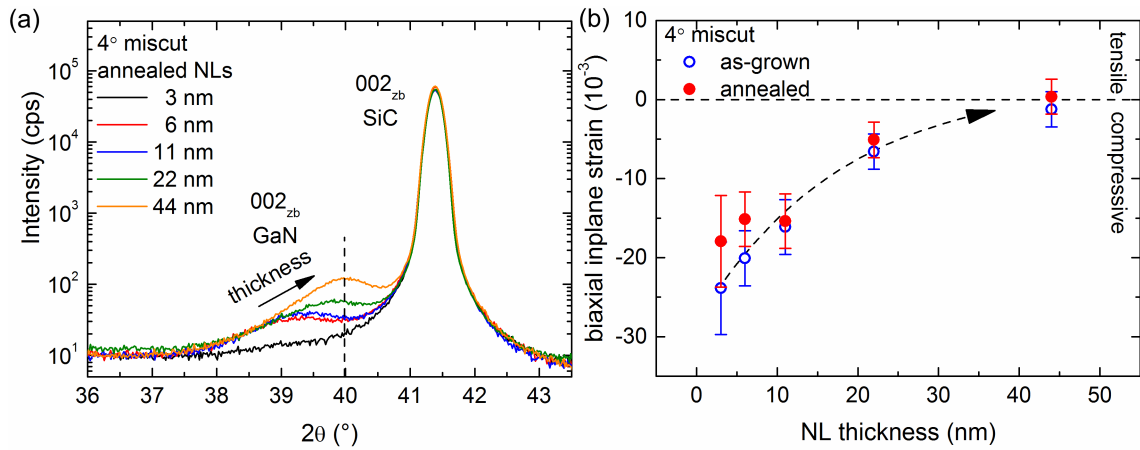 (a)
4° miscut
annealed NLs
3 nm
6 nm
11 nm
22 nm
44 nm
002zb
SiC
002zb
GaN
thickness
Intensity (cps)
10^5
10^4
10^3
10^2
10^1
36 37 38 39 40 41 42 43
2θ (°)
(b)
4° miscut
as-grown
annealed
tensile
compressive
biaxial inplane strain (10^-3)
0
-10
-20
-30
0 10 20 30 40 50
NL thickness (nm)